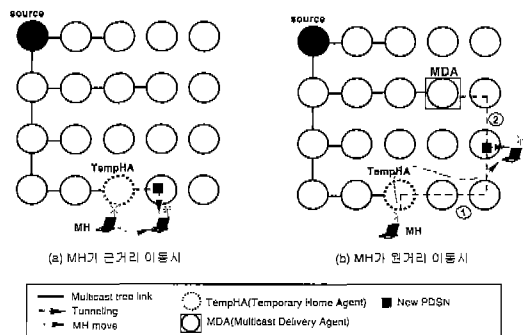 source
TempHA
MH
(a) MH가 근거리 이동시
source
MDA
②
TempHA
①
MH
(b) MH가 원거리 이동시
Multicast tree link
Tunneling
MH move
TempHA(Temporary Home Agent)
MDA(Multicast Delivery Agent)
New PDSN